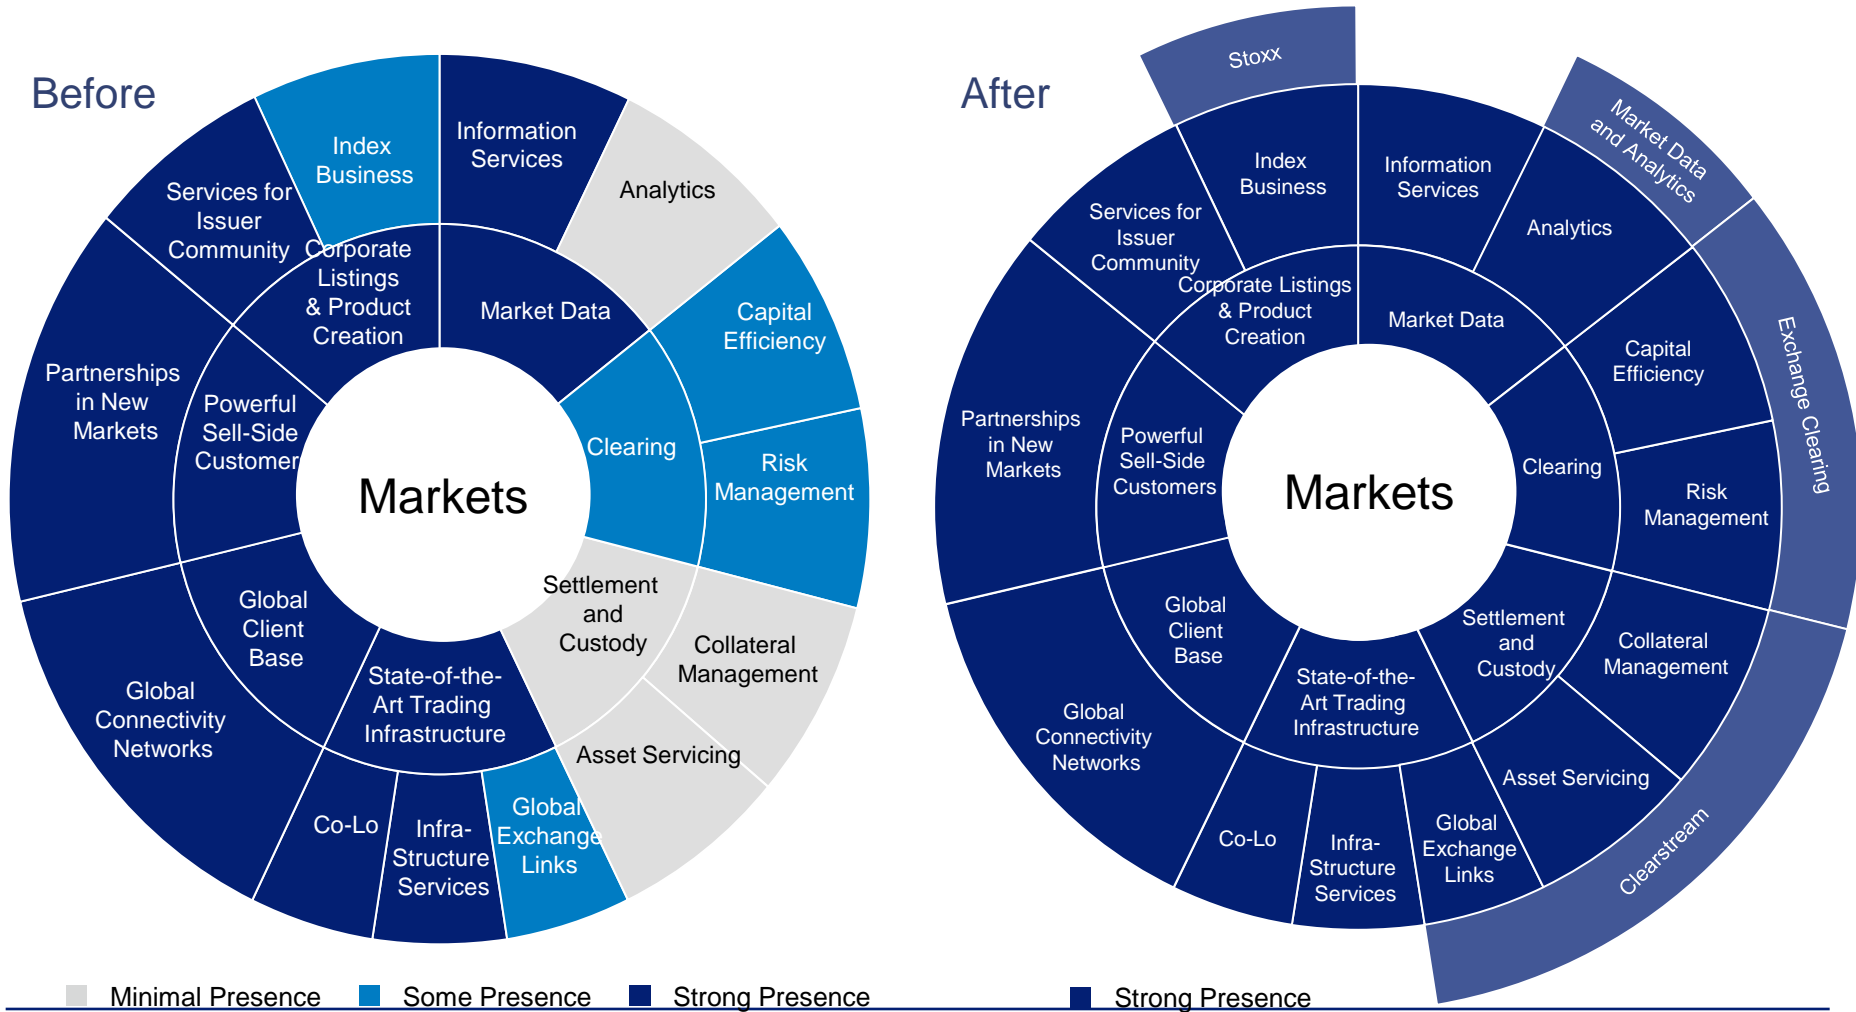 Before
Index
Business
Information
Services
Analytics
Services for
Issuer
Community
Corporate
Listings
& Product
Creation
Market Data
Capital
Efficiency
Partnerships
in New
Markets
Powerful
Sell-Side
Customer
Clearing
Risk
Management
Markets
Global
Client
Base
Settlement
and
Custody
Collateral
Management
State-of-the-
Art Trading
Infrastructure
Global
Connectivity
Networks
Asset Servicing
Co-Lo
Infra-
Structure
Services
Global
Exchange
Links
Minimal Presence
Some Presence
Strong Presence
After
Stoxx
Market Data
and Analytics
Index
Business
Information
Services
Analytics
Services for
Issuer
Community
Corporate Listings
& Product
Creation
Market Data
Capital
Efficiency
Exchange Clearing
Partnerships
in New
Markets
Powerful
Sell-Side
Customers
Clearing
Risk
Management
Markets
Global
Client
Base
Settlement
and
Custody
Collateral
Management
State-of-the-
Art Trading
Infrastructure
Global
Connectivity
Networks
Asset Servicing
Co-Lo
Infra-
Structure
Services
Global
Exchange
Links
Clearstream
Strong Presence